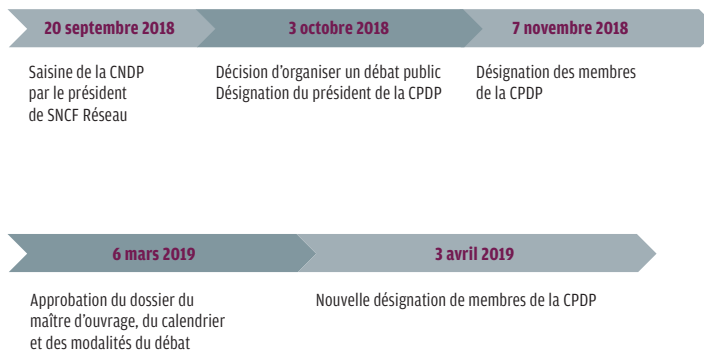 20 septembre 2018
3 octobre 2018
7 novembre 2018
Saisine de la CNDP
par le président
de SNCF Réseau
Décision d’organiser un débat public
Désignation du président de la CPDP
Désignation des membres
de la CPDP
6 mars 2019
3 avril 2019
Approbation du dossier du
maître d’ouvrage, du calendrier
et des modalités du débat
Nouvelle désignation de membres de la CPDP